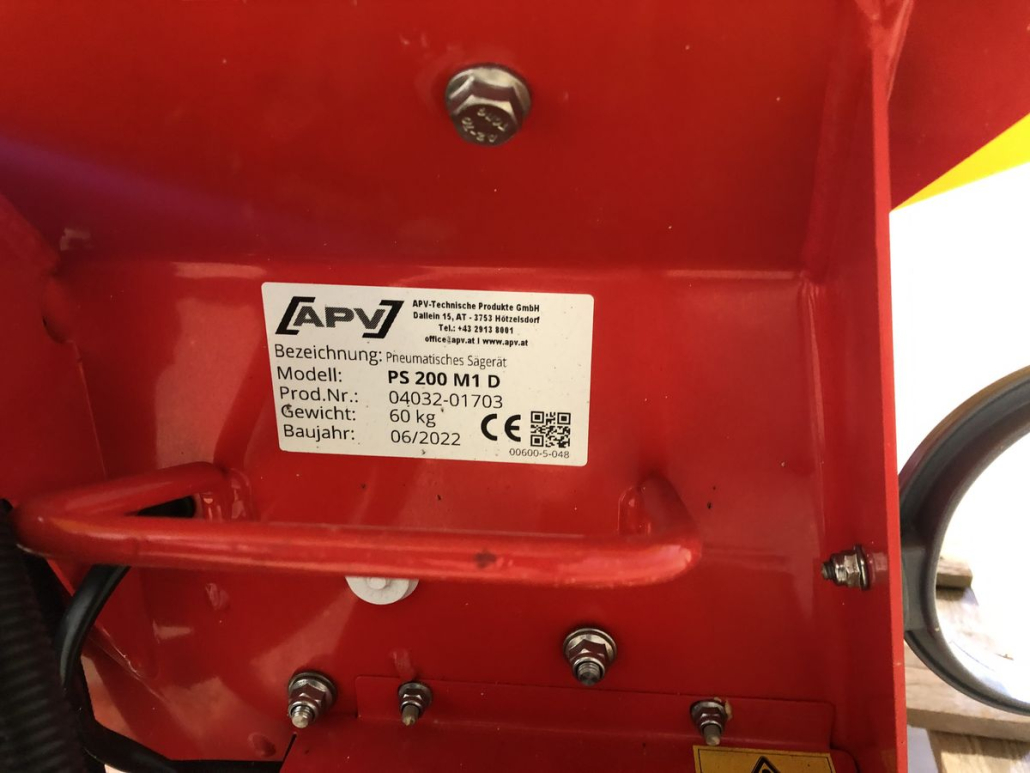 A2-70
APV
APV-Technische Produkte GmbH
Dallein 15, AT - 3753 Hötzelsdorf
Tel.: +43 2913 8001
office@apv.at I www.apv.at
Bezeichnung: Pneumatisches Sägerät
Modell: PS 200 M1 D
Prod.Nr.: 04032-01703
Gewicht: 60 kg
Baujahr: 06/2022
CE
00600-5-048